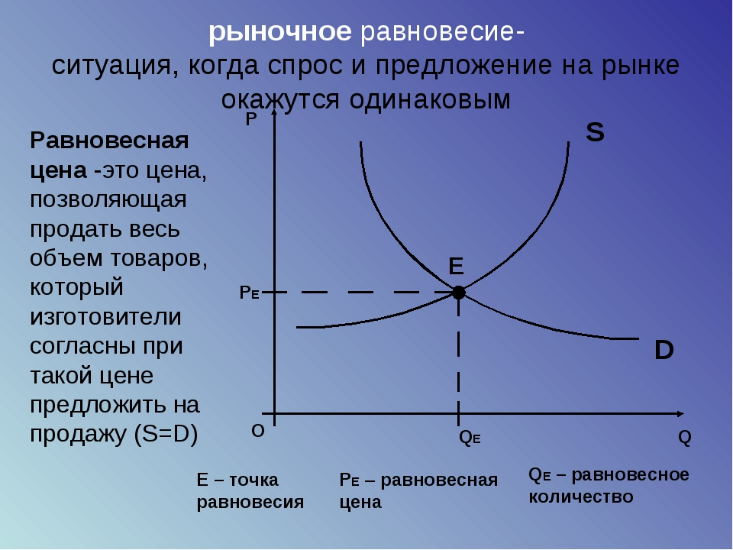 рыночное равновесие-
ситуация, когда спрос и предложение на рынке
окажутся одинаковым
Равновесная
цена -это цена,
позволяющая
продать весь
объем товаров,
который
изготовители
согласны при
такой цене
предложить на
продажу (S=D)
P
S
E
PE
D
O
QE
Q
E – точка
равновесия
PE – равновесная
цена
QE – равновесное
количество